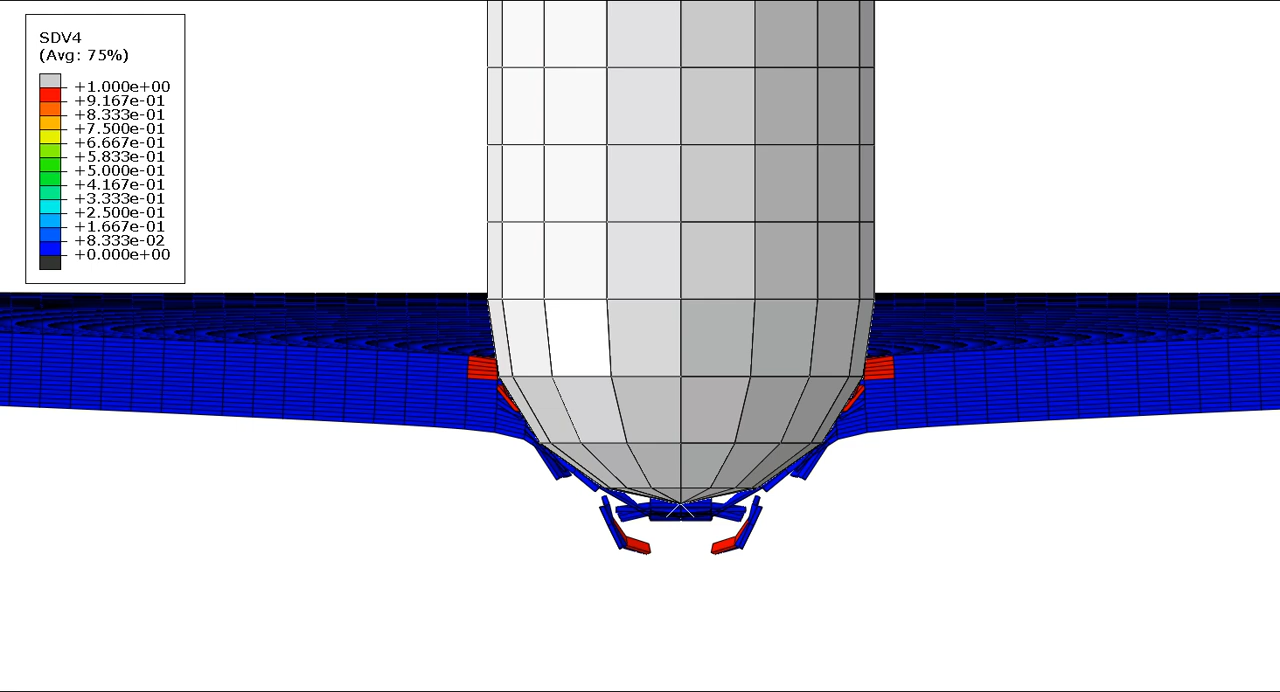 SDV4
(Avg: 75%)
+1.000e+00
+9.167e-01
+8.333e-01
+7.500e-01
+6.667e-01
+5.833e-01
+5.000e-01
+4.167e-01
+3.333e-01
+2.500e-01
+1.667e-01
+8.333e-02
+0.000e+00